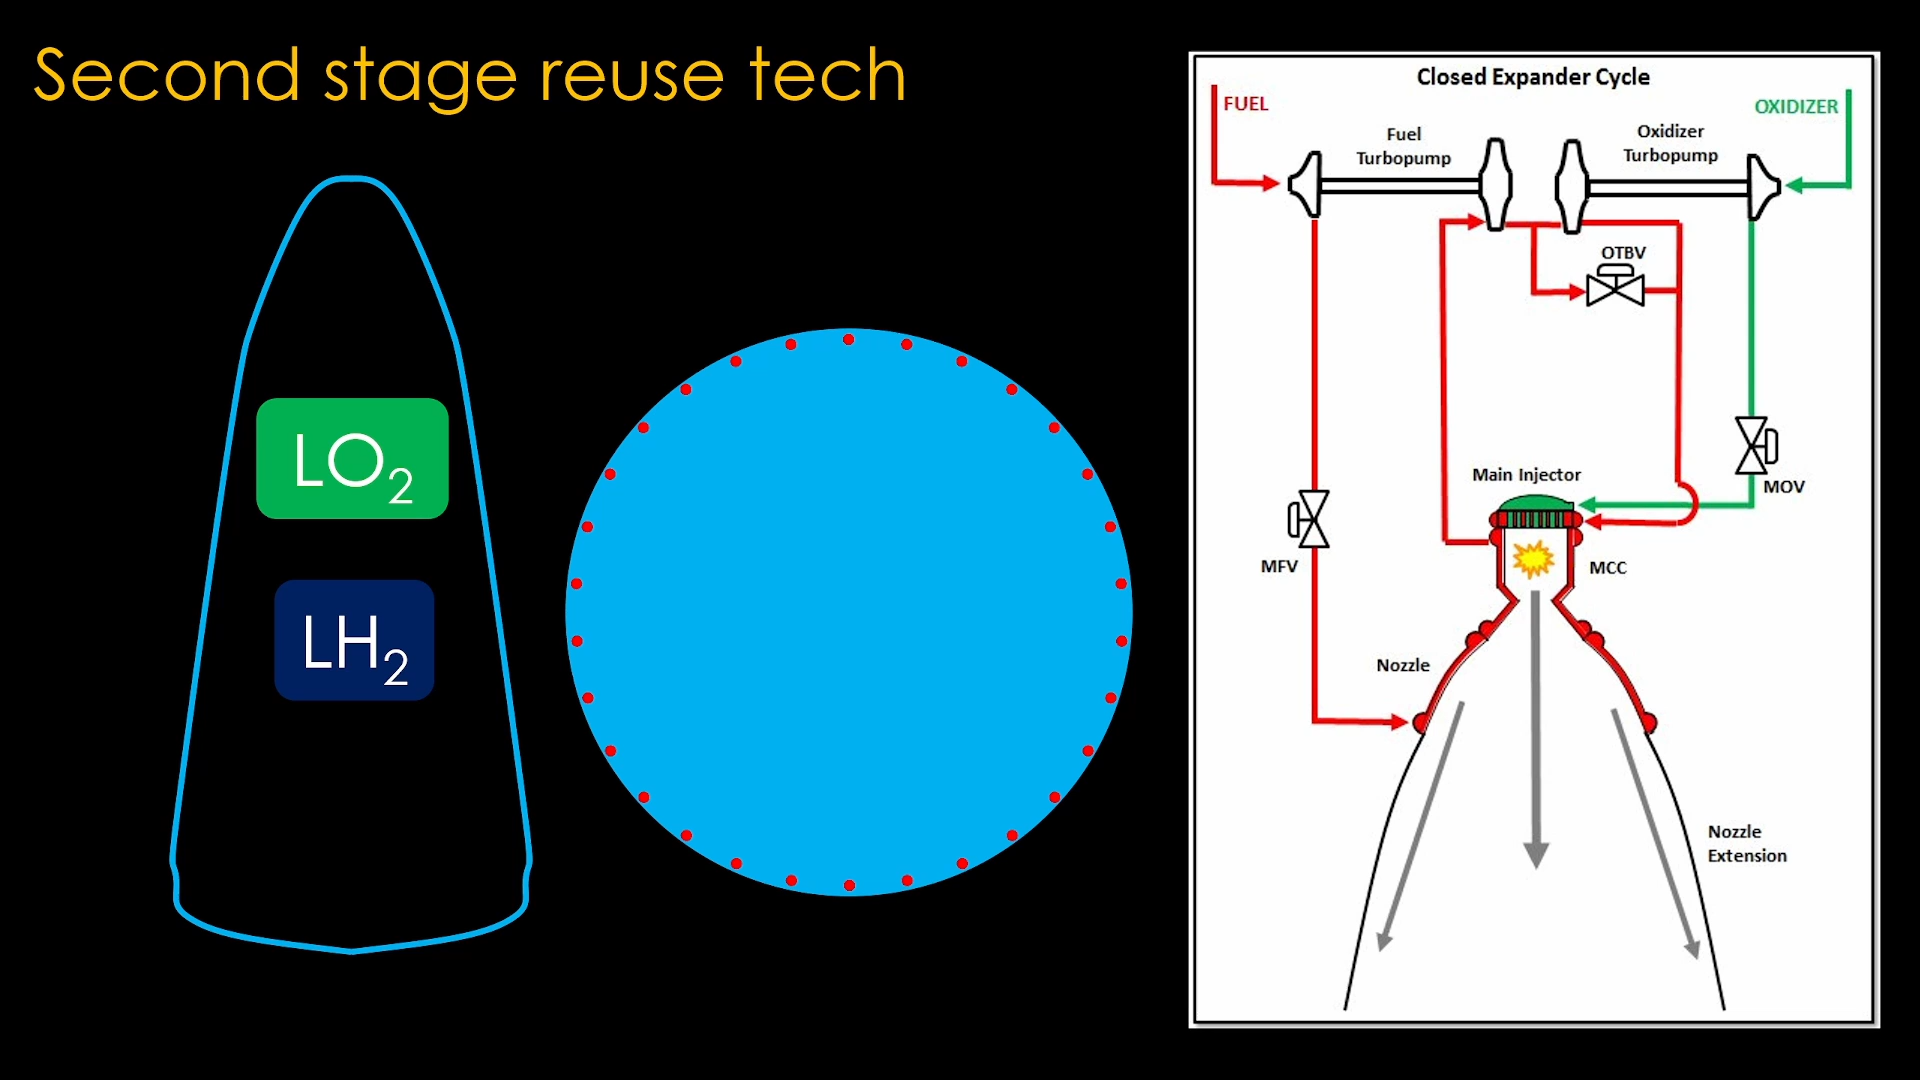 Second stage reuse tech
LO₂
LH₂
Closed Expander Cycle
FUEL
OXIDIZER
Fuel
Turbopump
Oxidizer
Turbopump
OTBV
Main Injector
MOV
MFV
MCC
Nozzle
Nozzle
Extension